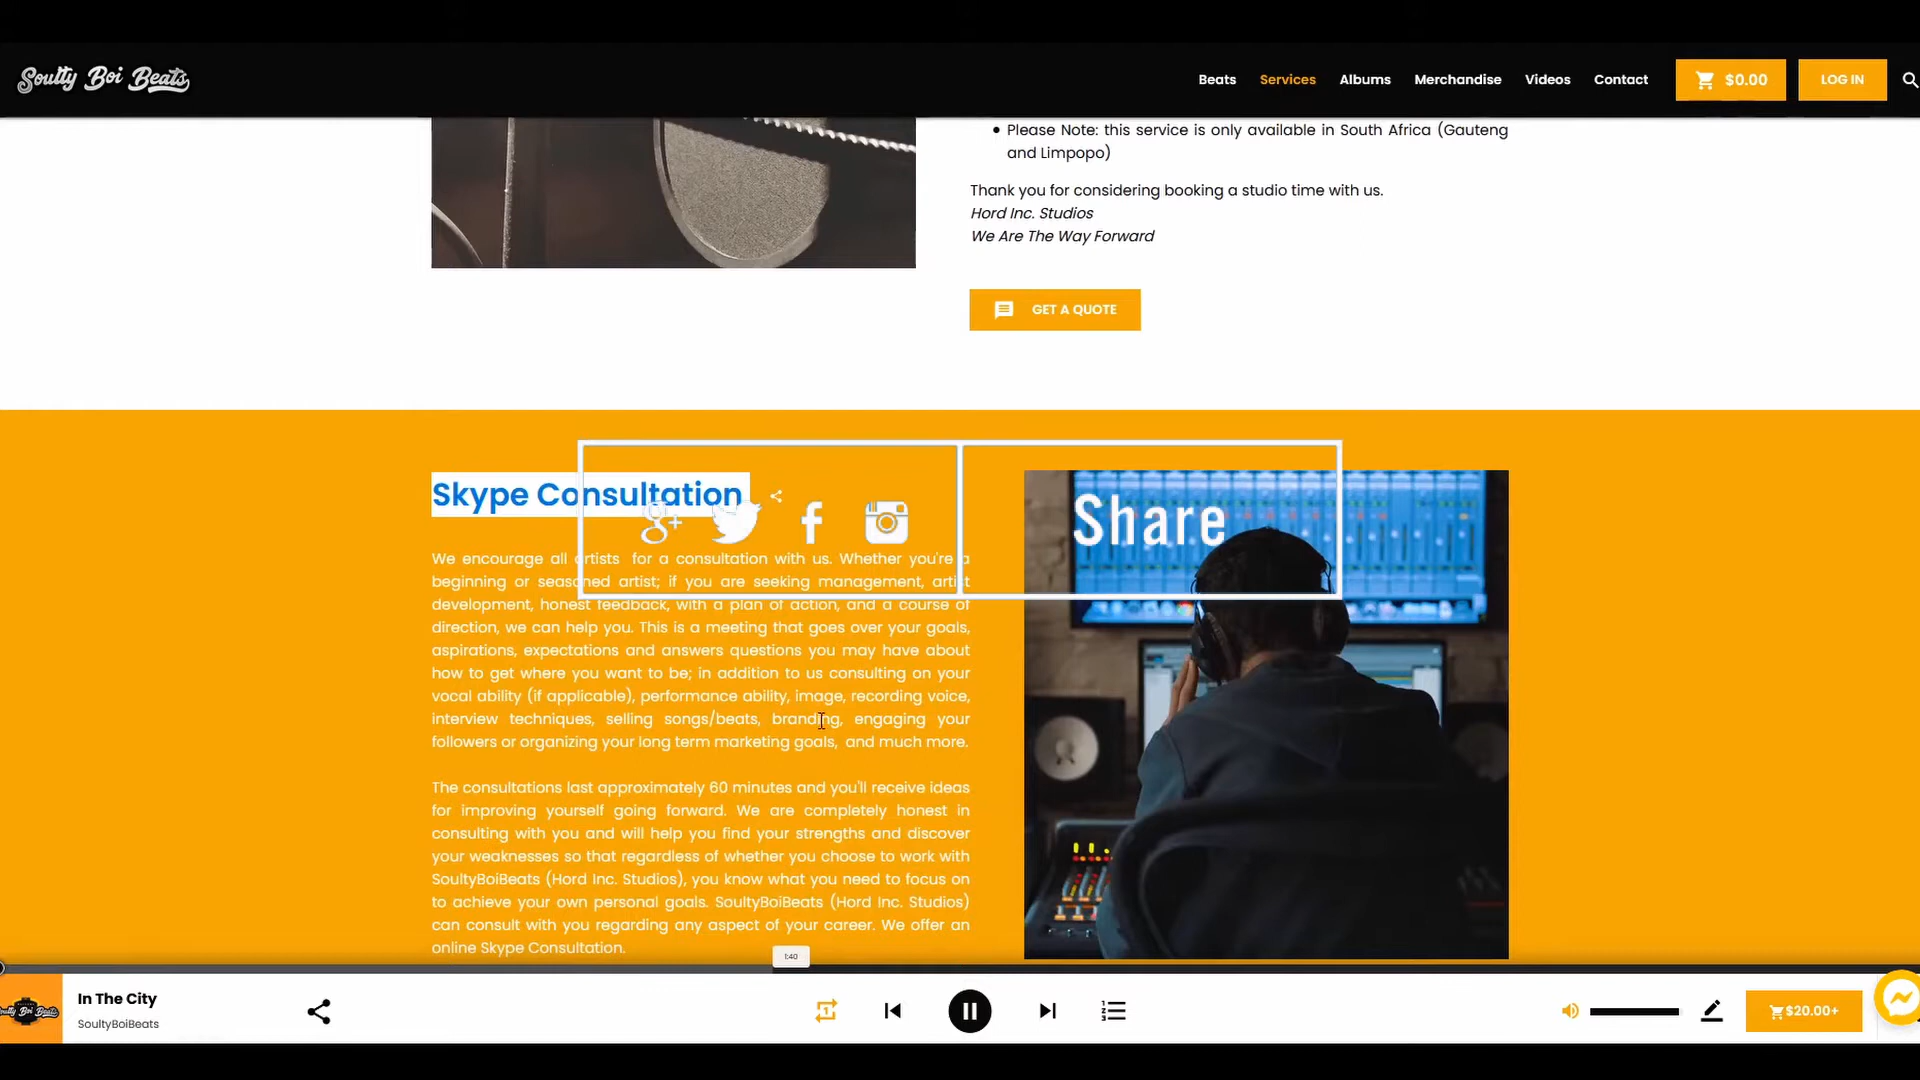 Soulty Boi Beats
Beats
Services
Albums
Merchandise
Videos
Contact
$0.00
LOG IN
Please Note: this service is only available in South Africa (Gauteng
and Limpopo)
Thank you for considering booking a studio time with us.
Hord Inc. Studios
We Are The Way Forward
GET A QUOTE
Skype Consultation
Share
We encourage all artists for a consultation with us. Whether you're a
beginning or seasoned artist; if you are seeking management, artist
development, honest feedback, with a plan of action, and a course of
direction, we can help you. This is a meeting that goes over your goals,
aspirations, expectations and answers questions you may have about
how to get where you want to be; in addition to us consulting on your
vocal ability (if applicable), performance ability, image, recording voice,
interview techniques, selling songs/beats, branding, engaging your
followers or organizing your long term marketing goals, and much more.
The consultations last approximately 60 minutes and you'll receive ideas
for improving yourself going forward. We are completely honest in
consulting with you and will help you find your strengths and discover
your weaknesses so that regardless of whether you choose to work with
SoultyBoiBeats (Hord Inc. Studios), you know what you need to focus on
to achieve your own personal goals. SoultyBoiBeats (Hord Inc. Studios)
can consult with you regarding any aspect of your career. We offer an
online Skype Consultation.
1:40
In The City
SoultyBoiBeats
$20.00+